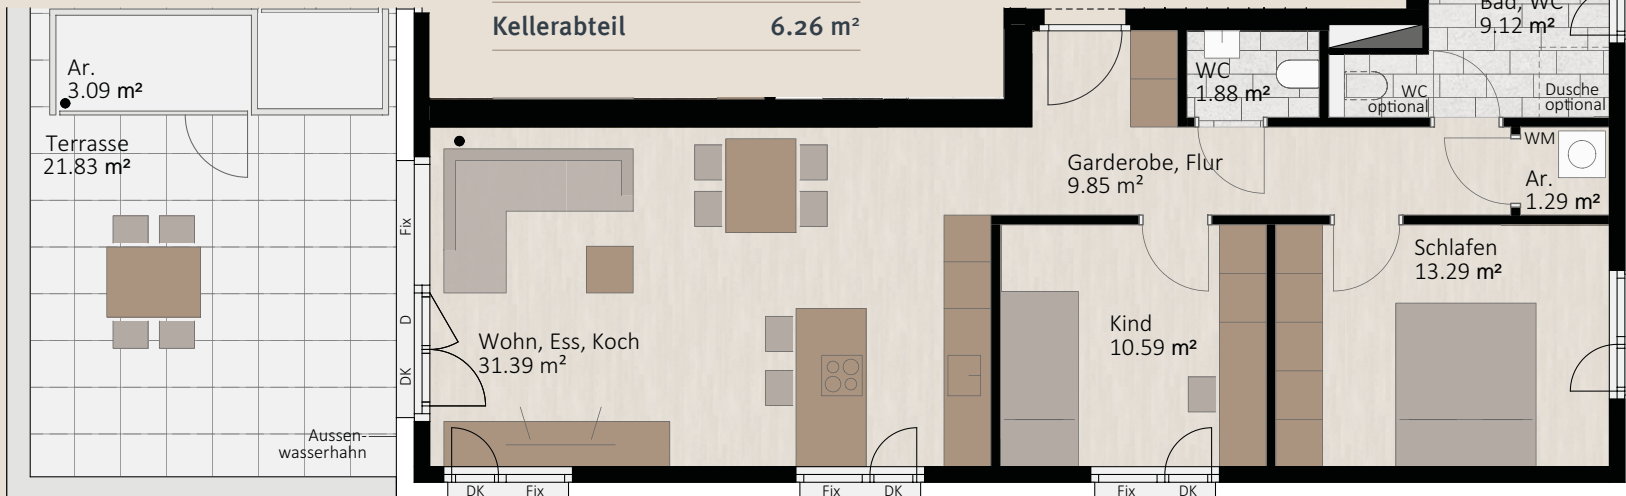 Kellerabteil 6.26 m²
Bad, WC
9.12 m²
Ar.
3.09 m²
WC
1.88 m²
WC
optional
Dusche
optional
Terrasse
21.83 m²
Garderobe, Flur
9.85 m²
WM
Ar.
1.29 m²
Fix
D
DK
Wohn, Ess, Koch
31.39 m²
Kind
10.59 m²
Schlafen
13.29 m²
Aussen-
wasserhahn
DK Fix
Fix DK
Fix DK